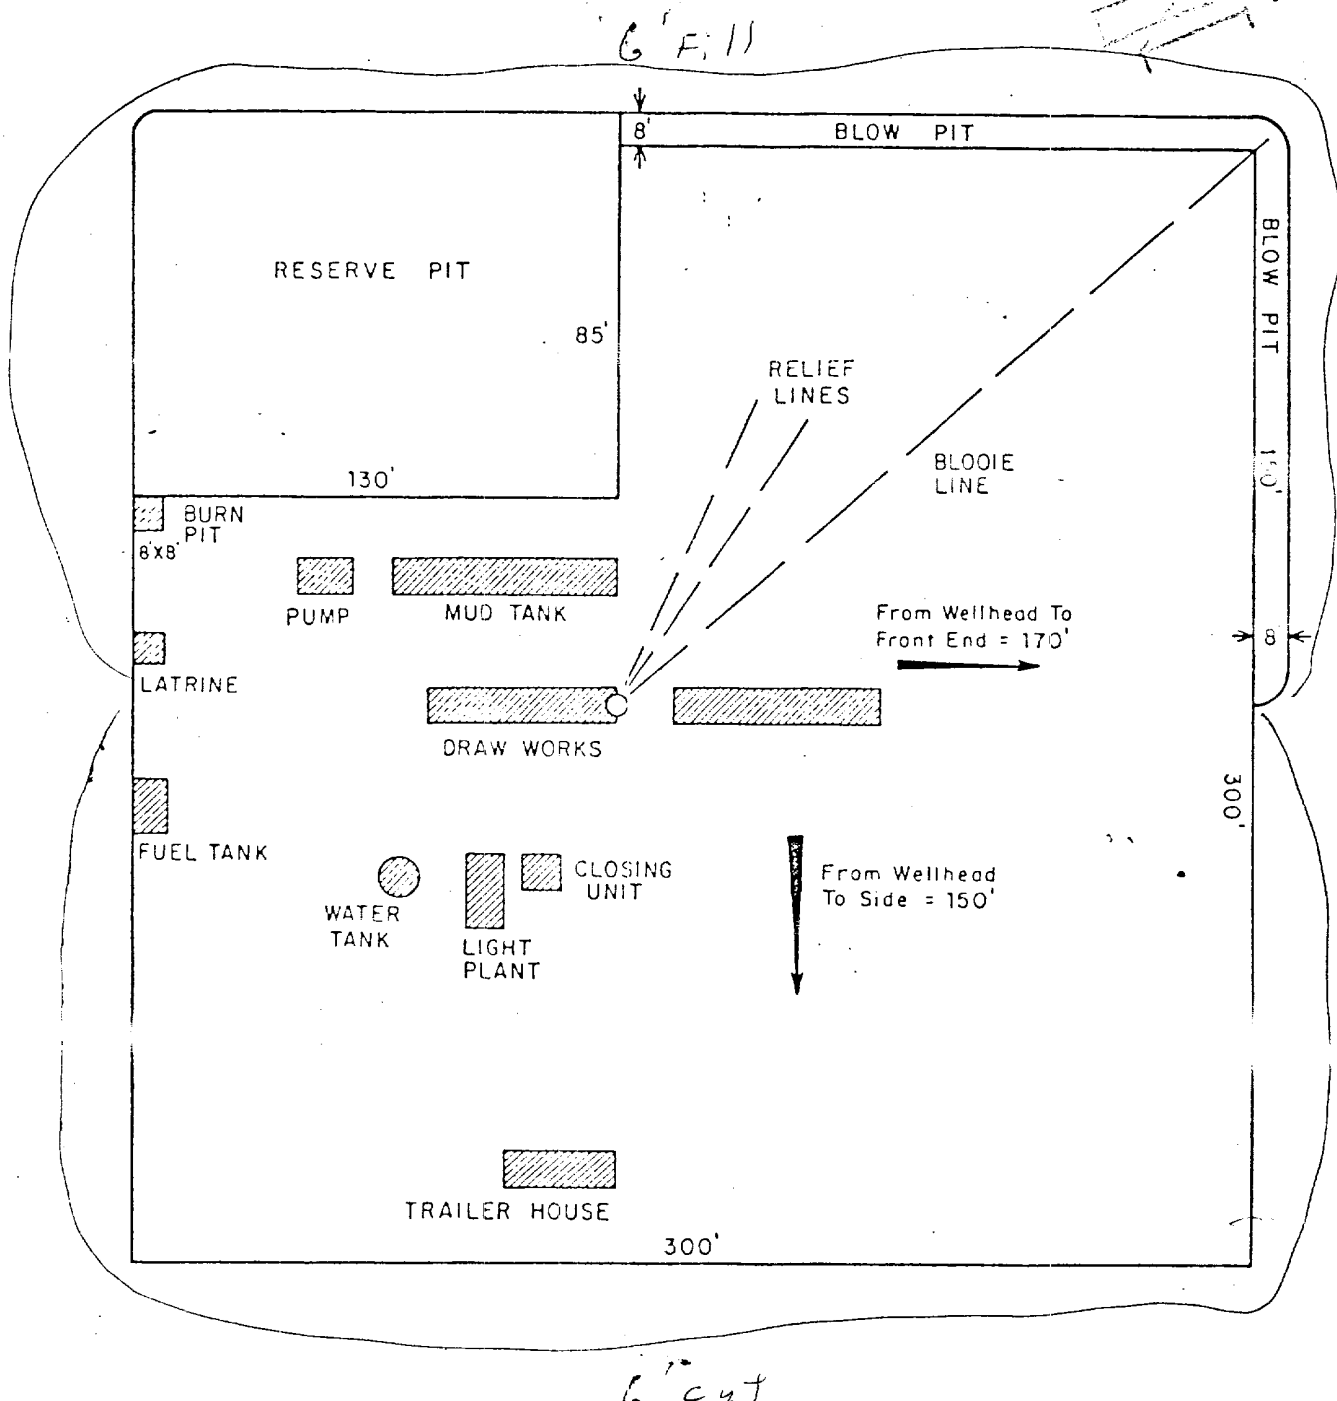 6' Fill
8'
BLOW PIT
BLOW PIT
RESERVE PIT
85'
RELIEF
LINES
130'
BLOOIE
LINE
BURN
PIT
8'X8'
PUMP
MUD TANK
From Wellhead To
Front End = 170'
8'
LATRINE
DRAW WORKS
300'
FUEL TANK
CLOSING
UNIT
From Wellhead
To Side = 150'
WATER
TANK
LIGHT
PLANT
TRAILER HOUSE
300'
6' cut